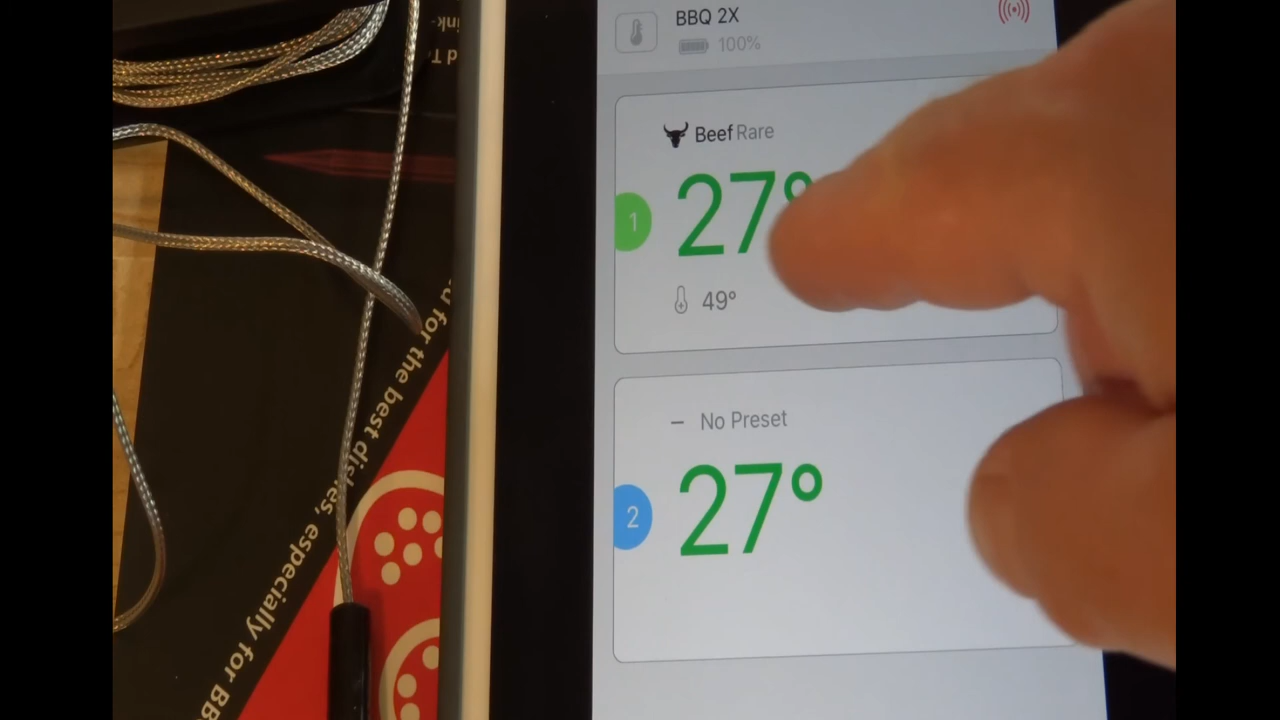 BBQ 2X
100%
Beef Rare
27°
1
49°
No Preset
27°
2
d for the best dishes, especially for BB